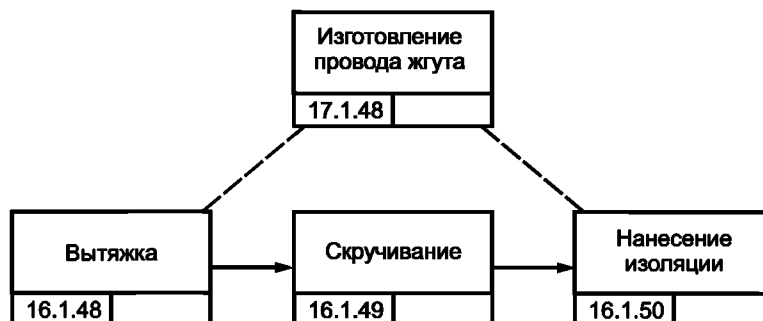 Изготовление
провода жгута
17.1.48
Вытяжка
16.1.48
Скручивание
16.1.49
Нанесение
изоляции
16.1.50